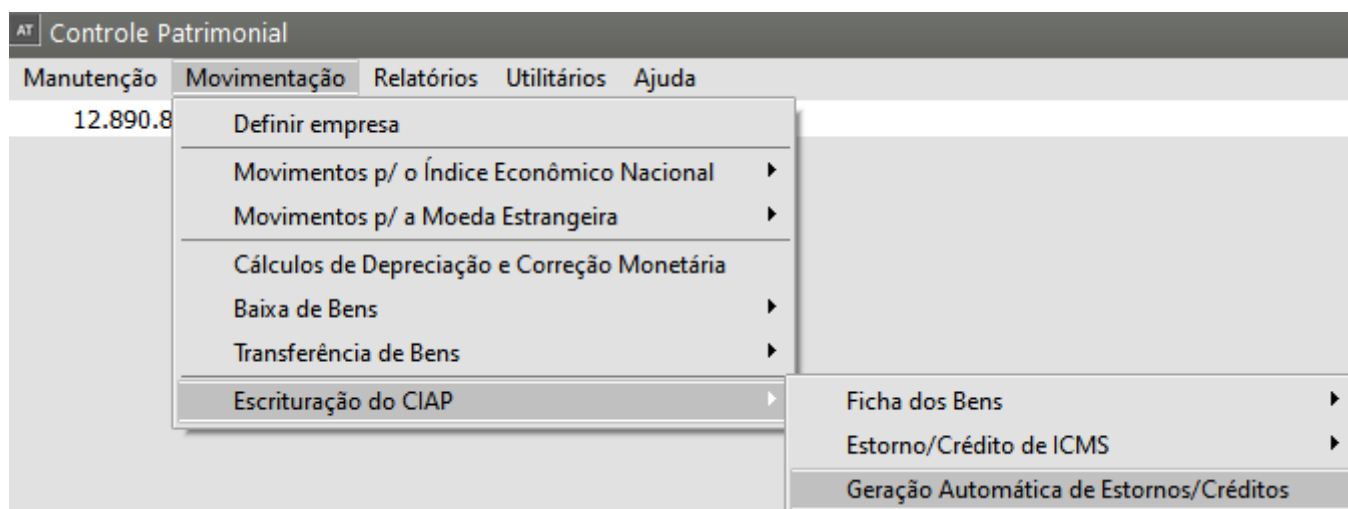 AT Controle Patrimonial
Manutenção Movimentação Relatórios Utilitários Ajuda
12.890.8
Definir empresa
Movimentos p/ o Índice Econômico Nacional
Movimentos p/ a Moeda Estrangeira
Cálculos de Depreciação e Correção Monetária
Baixa de Bens
Transferência de Bens
Escrituração do CIAP
Ficha dos Bens
Estorno/Crédito de ICMS
Geração Automática de Estornos/Créditos